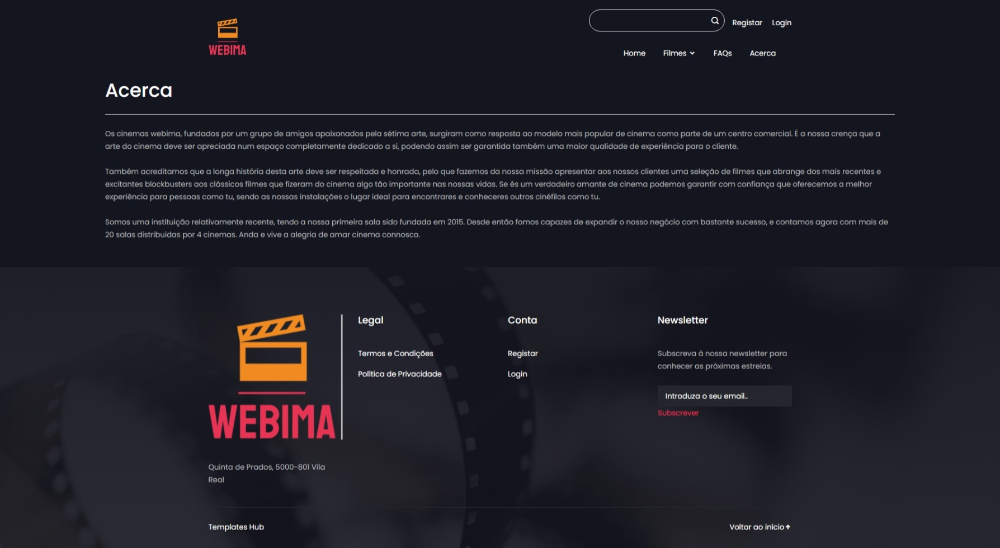 WEBIMA
Registar Login
Home Filmes FAQs Acerca
Acerca
Os cinemas webima, fundados por um grupo de amigos apaixonados pela sétima arte, surgiram como resposta ao modelo mais popular de cinema como parte de um centro comercial. É a nossa crença que a
arte do cinema deve ser apreciada num espaço completamente dedicado a si, podendo assim ser garantida também uma maior qualidade de experiência para o cliente.
Também acreditamos que a longa história desta arte deve ser respeitada e honrada, pelo que fazemos da nossa missão apresentar aos nossos clientes uma seleção de filmes que abrange dos mais recentes e
excitantes blockbusters aos clássicos filmes que fizeram do cinema algo tão importante nas nossas vidas. Se és um verdadeiro amante de cinema podemos garantir com confiança que oferecemos a melhor
experiência para pessoas como tu, sendo as nossas instalações o lugar ideal para encontrares e conheceres outros cinéfilos como tu.
Somos uma instituição relativamente recente, tendo a nossa primeira sala sido fundada em 2015. Desde então fomos capazes de expandir o nosso negócio com bastante sucesso, e contamos agora com mais de
20 salas distribuidas por 4 cinemas. Anda e vive a alegria de amar cinema connosco.
WEBIMA
Quinta de Prados, 5000-801 Vila
Real
Legal
Termos e Condições
Política de Privacidade
Conta
Registar
Login
Newsletter
Subscreva à nossa newsletter para
conhecer as próximas estreias.
Introduza o seu email..
Subscrever
Templates Hub
Voltar ao início